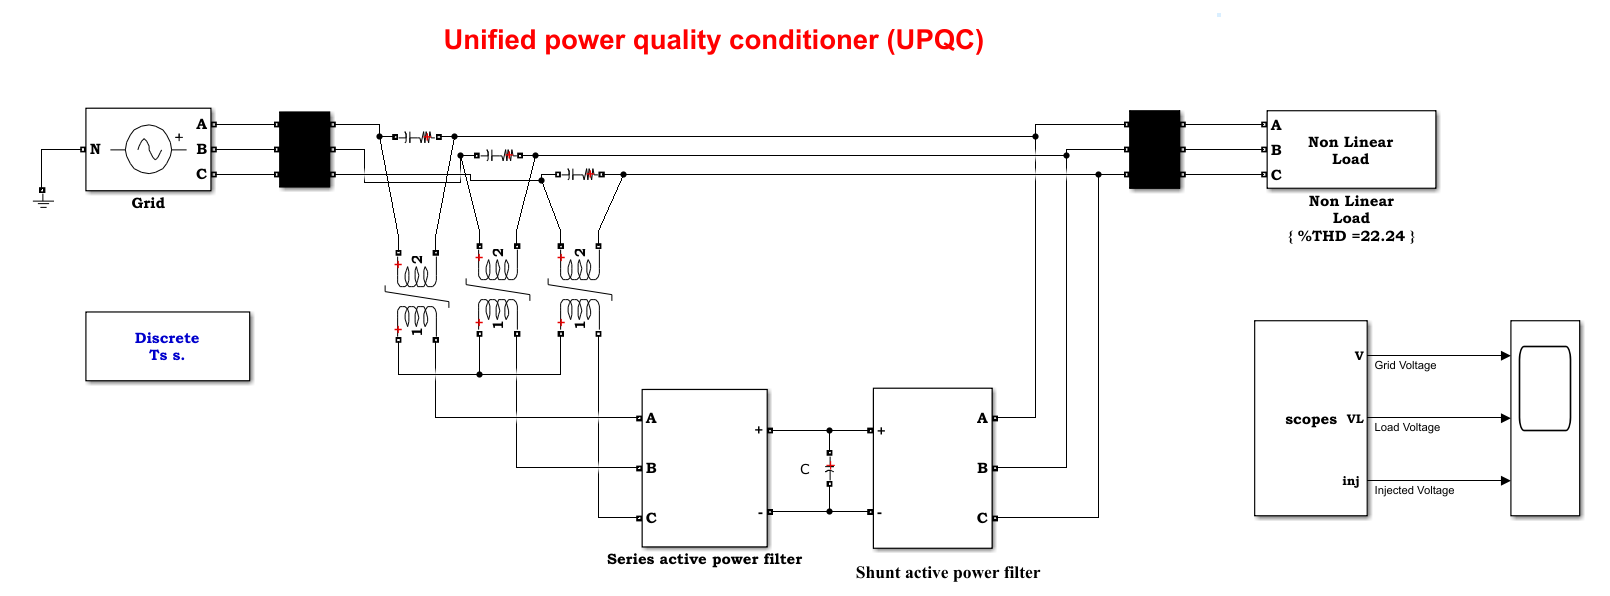 Unified power quality conditioner (UPQC)
A
N
B
C
Grid
A
Non Linear
B
Load
C
Non Linear
Load
{ %THD =22.24 }
2
2
2
1
1
1
Discrete
Ts s.
V
Grid Voltage
scopes
VL
Load Voltage
inj
Injected Voltage
A
+
B
C
-
Series active power filter
C
+
A
B
-
C
Shunt active power filter